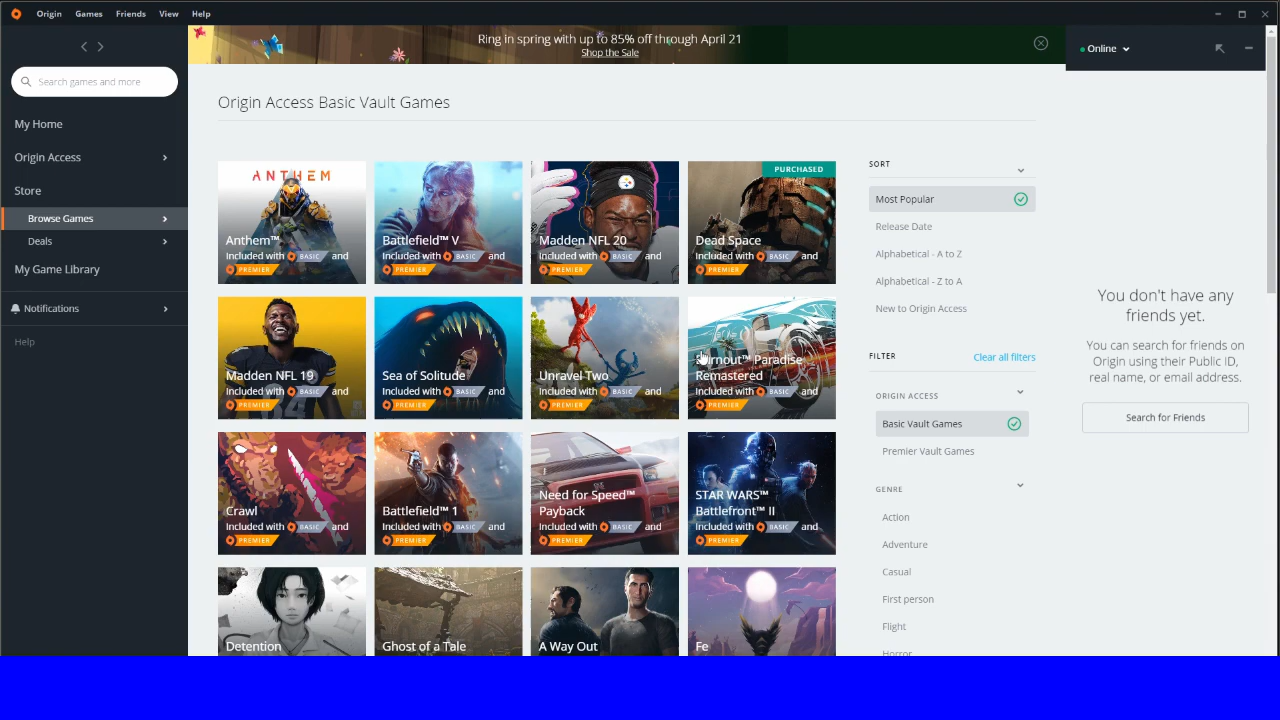 Origin Games Friends View Help
Ring in spring with up to 85% off through April 21
Shop the Sale
Online
Search games and more
My Home
Origin Access
Store
Browse Games
Deals
My Game Library
Notifications
Help
Origin Access Basic Vault Games
ANTHEM
Anthem™
Included with BASIC and
PREMIER
Battlefield™ V
Included with BASIC and
PREMIER
Madden NFL 20
Included with BASIC and
PREMIER
PURCHASED
Dead Space
Included with BASIC and
PREMIER
Madden NFL 19
Included with BASIC and
PREMIER
Sea of Solitude
Included with BASIC and
PREMIER
Unravel Two
Included with BASIC and
PREMIER
Burnout™ Paradise
Remastered
Included with BASIC and
PREMIER
Crawl
Included with BASIC and
PREMIER
Battlefield™ 1
Included with BASIC and
PREMIER
Need for Speed™
Payback
Included with BASIC and
PREMIER
STAR WARS™
Battlefront™ II
Included with BASIC and
PREMIER
Detention
Ghost of a Tale
A Way Out
Fe
SORT
Most Popular
Release Date
Alphabetical - A to Z
Alphabetical - Z to A
New to Origin Access
FILTER Clear all filters
ORIGIN ACCESS
Basic Vault Games
Premier Vault Games
GENRE
Action
Adventure
Casual
First person
Flight
Horror
You don't have any
friends yet.
You can search for friends on
Origin using their Public ID,
real name, or email address.
Search for Friends